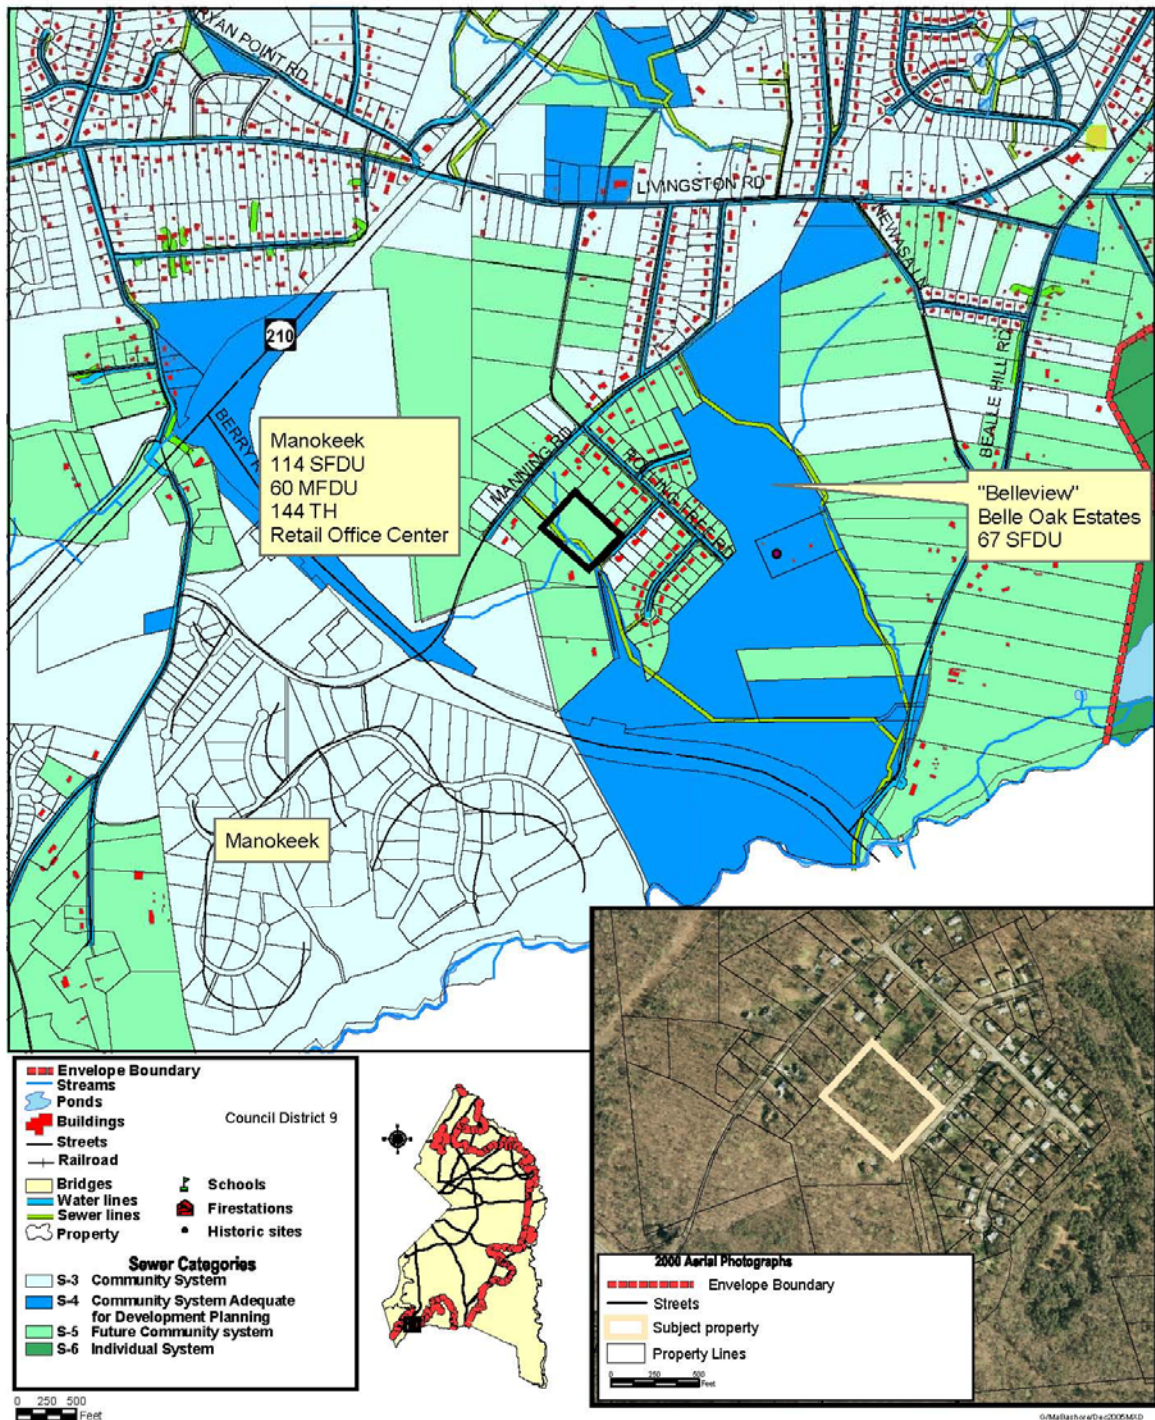 RYAN POINT RD
LIVINGSTON RD
NEWASA LN
210
BERRY
MANNING RD
ROLLING TREE RD
BEALLE HILL RD
Manokeek
114 SFDU
60 MFDU
144 TH
Retail Office Center
"Belleview"
Belle Oak Estates
67 SFDU
Manokeek
Envelope Boundary
Streams
Ponds
Buildings
Streets
Railroad
Bridges
Water lines
Sewer lines
Property
Council District 9
Schools
Firestations
Historic sites
Sewer Categories
S-3 Community System
S-4 Community System Adequate
for Development Planning
S-5 Future Community system
S-6 Individual System
0 250 500
Feet
2000 Aerial Photographs
Envelope Boundary
Streets
Subject property
Property Lines
0 250 500
Feet